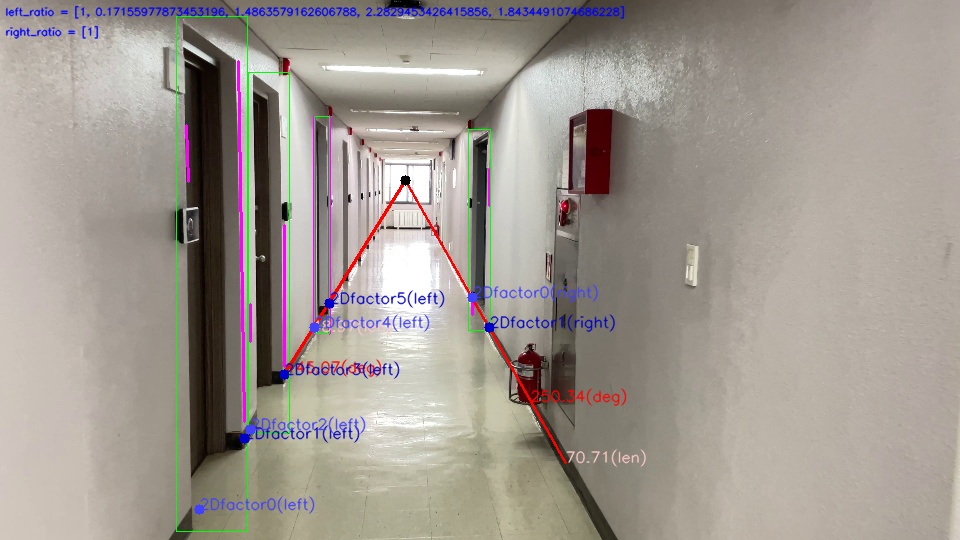 left_ratio = [1, 0.17155977873453196, 1.4863579162606788, 2.2829453426415856, 1.8434491074686228]
right_ratio = [1]
2Dfactor0(right)
2Dfactor5(left)
2Dfactor4(left)
2Dfactor1(right)
2Dfactor3(left)
250.34(deg)
2Dfactor2(left)
2Dfactor1(left)
70.71(len)
2Dfactor0(left)